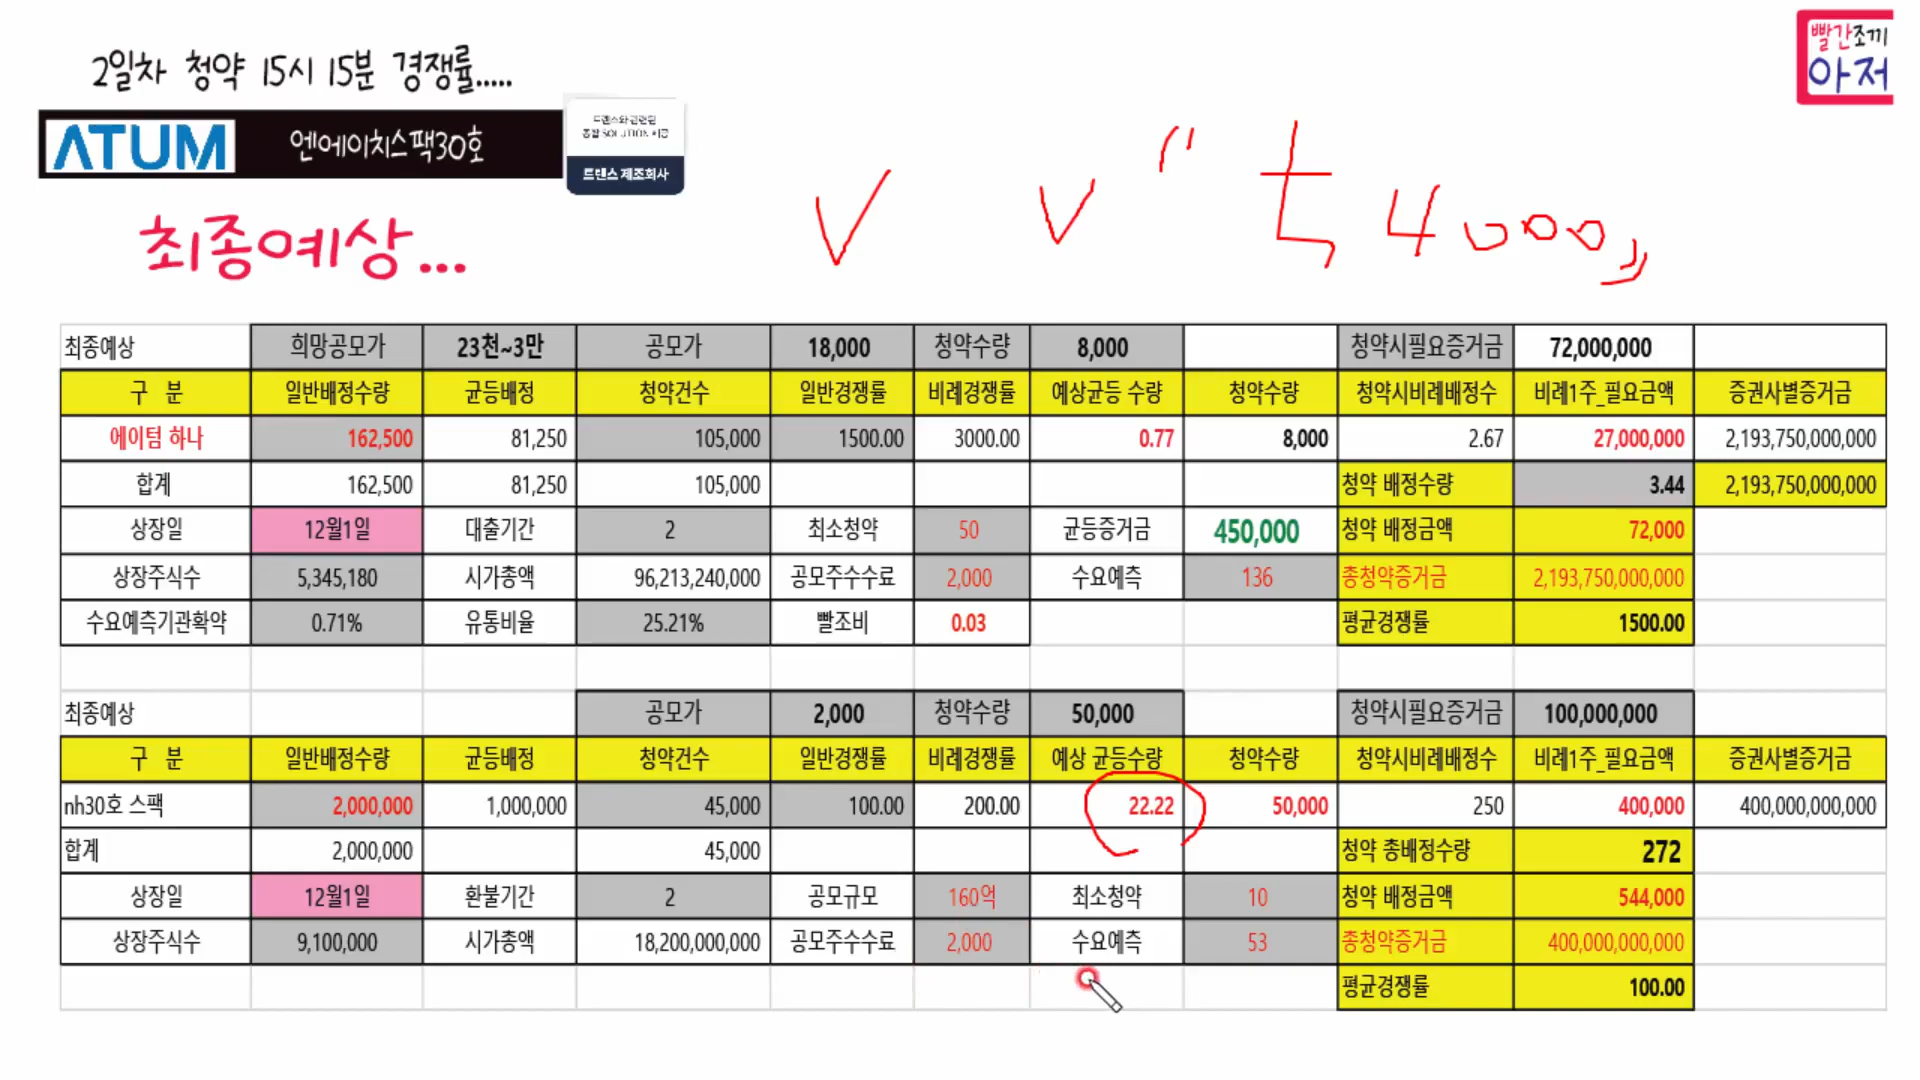 2일차 청약 15시 15분 경쟁률.....
빨간조끼
아저
ATUM 엔에이치스팩30호
트랜스 제조회사
최종예상...
4000
최종예상 희망공모가 23천~3만 공모가 18,000 청약수량 8,000 청약시필요증거금 72,000,000
구 분 일반배정수량 균등배정 청약건수 일반경쟁률 비례경쟁률 예상균등 수량 청약수량 청약시비례배정수 비례1주_필요금액 증권사별증거금
에이텀 하나 162,500 81,250 105,000 1500.00 3000.00 0.77 8,000 2.67 27,000,000 2,193,750,000,000
합계 162,500 81,250 105,000 청약 배정수량 3.44 2,193,750,000,000
상장일 12월1일 대출기간 2 최소청약 50 균등증거금 450,000 청약 배정금액 72,000
상장주식수 5,345,180 시가총액 96,213,240,000 공모주수수료 2,000 수요예측 136 총청약증거금 2,193,750,000,000
수요예측기관확약 0.71% 유통비율 25.21% 빨조비 0.03 평균경쟁률 1500.00
최종예상 공모가 2,000 청약수량 50,000 청약시필요증거금 100,000,000
구 분 일반배정수량 균등배정 청약건수 일반경쟁률 비례경쟁률 예상 균등수량 청약수량 청약시비례배정수 비례1주_필요금액 증권사별증거금
nh30호 스팩 2,000,000 1,000,000 45,000 100.00 200.00 22.22 50,000 250 400,000 400,000,000,000
합계 2,000,000 45,000 청약 총배정수량 272
상장일 12월1일 환불기간 2 공모규모 160억 최소청약 10 청약 배정금액 544,000
상장주식수 9,100,000 시가총액 18,200,000,000 공모주수수료 2,000 수요예측 53 총청약증거금 400,000,000,000
평균경쟁률 100.00